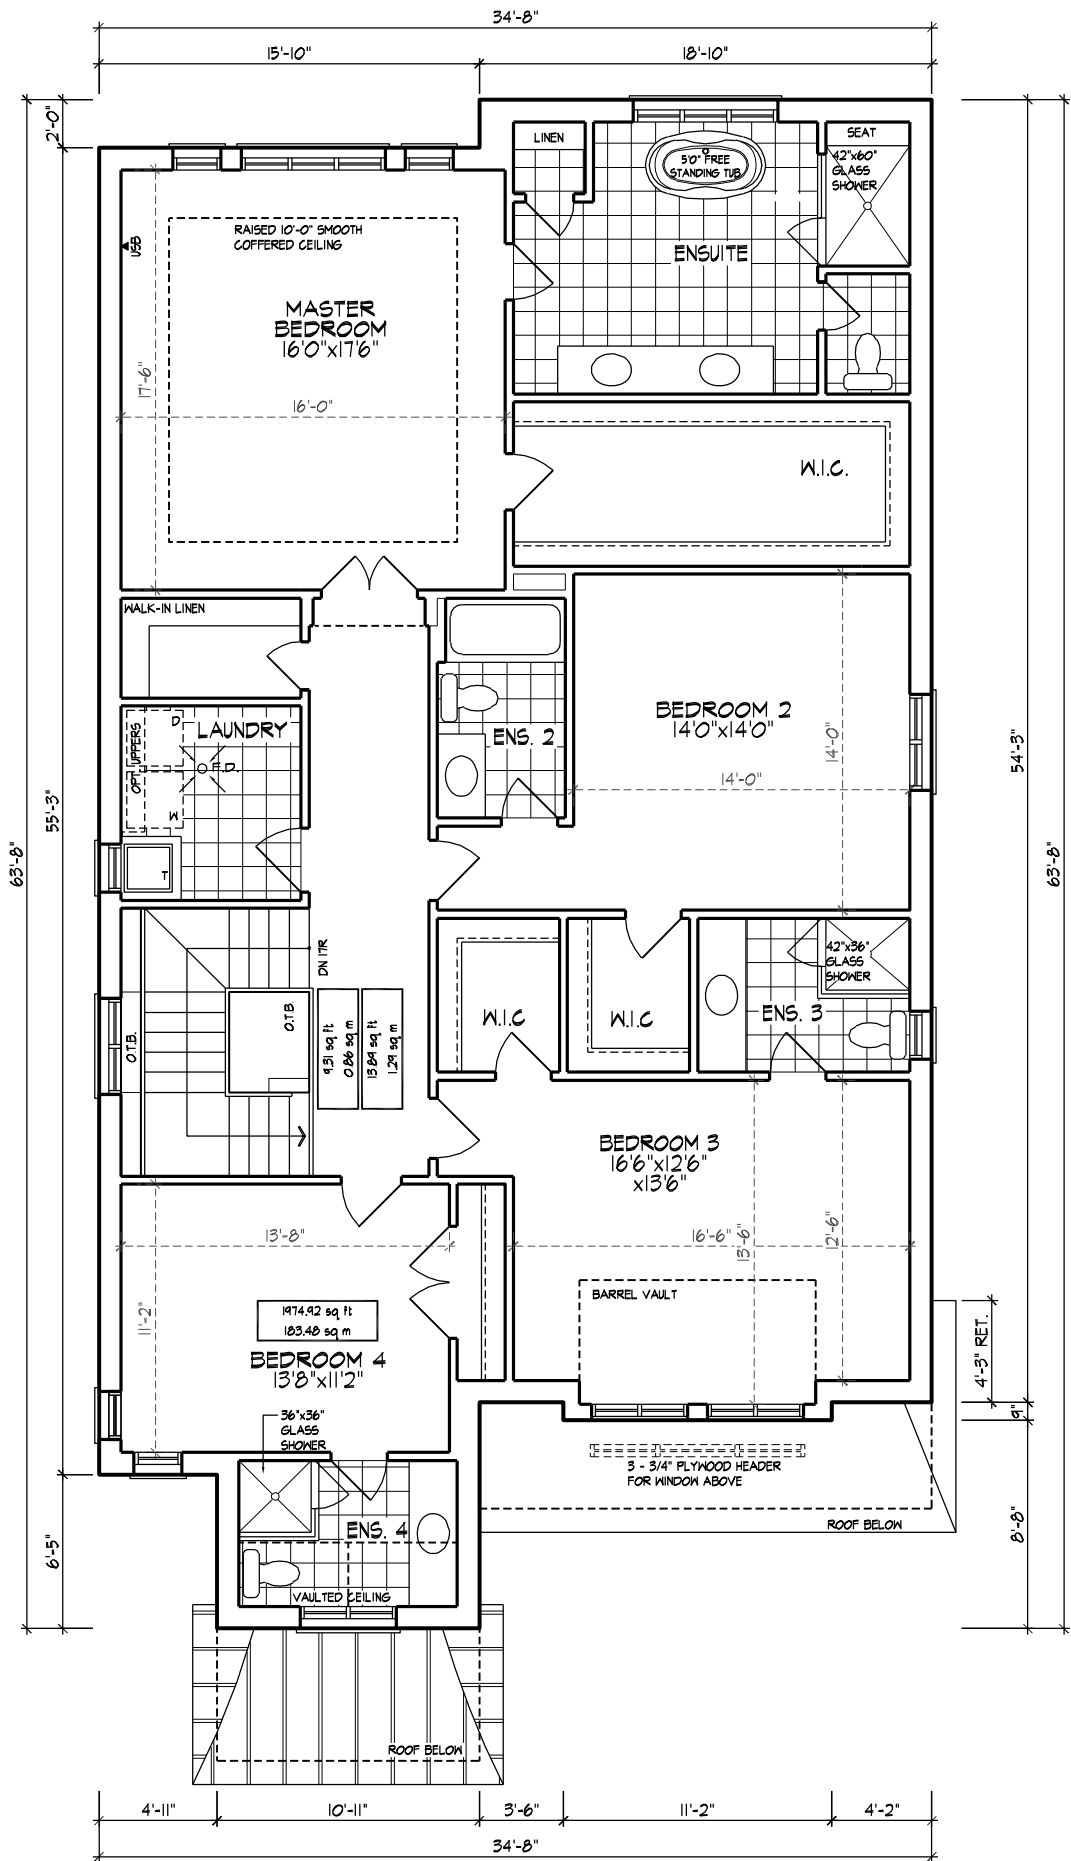 34'-8"
15'-10"
18'-10"
2'-0"
LINEN
SEAT
5'0" FREE
STANDING TUB
42"x60"
GLASS
SHOWER
USB
RAISED 10'-0" SMOOTH
COFFERED CEILING
ENSUITE
MASTER
BEDROOM
16'0"x17'6"
17'-6"
16'-0"
W.I.C.
WALK-IN LINEN
BEDROOM 2
14'0"x14'0"
14'-0"
14'-0"
LAUNDRY
D
OPT. UPPERS
F.D.
W
T
ENS. 2
54'-3"
55'-3"
63'-8"
63'-8"
DN 17R
O.T.B.
O.T.B.
9.31 sq ft
0.86 sq m
13.89 sq ft
1.29 sq m
W.I.C
W.I.C
42"x36"
GLASS
SHOWER
ENS. 3
BEDROOM 3
16'6"x12'6"
x13'6"
13'-8"
16'-6"
13'-6"
12'-6"
11'-2"
BARREL VAULT
1974.92 sq ft
183.48 sq m
BEDROOM 4
13'8"x11'2"
4'-3" RET.
9"
36"x36"
GLASS
SHOWER
3 - 3/4" PLYWOOD HEADER
FOR WINDOW ABOVE
ROOF BELOW
ENS. 4
6'-5"
8'-8"
VAULTED CEILING
ROOF BELOW
4'-11"
10'-11"
3'-6"
11'-2"
4'-2"
34'-8"